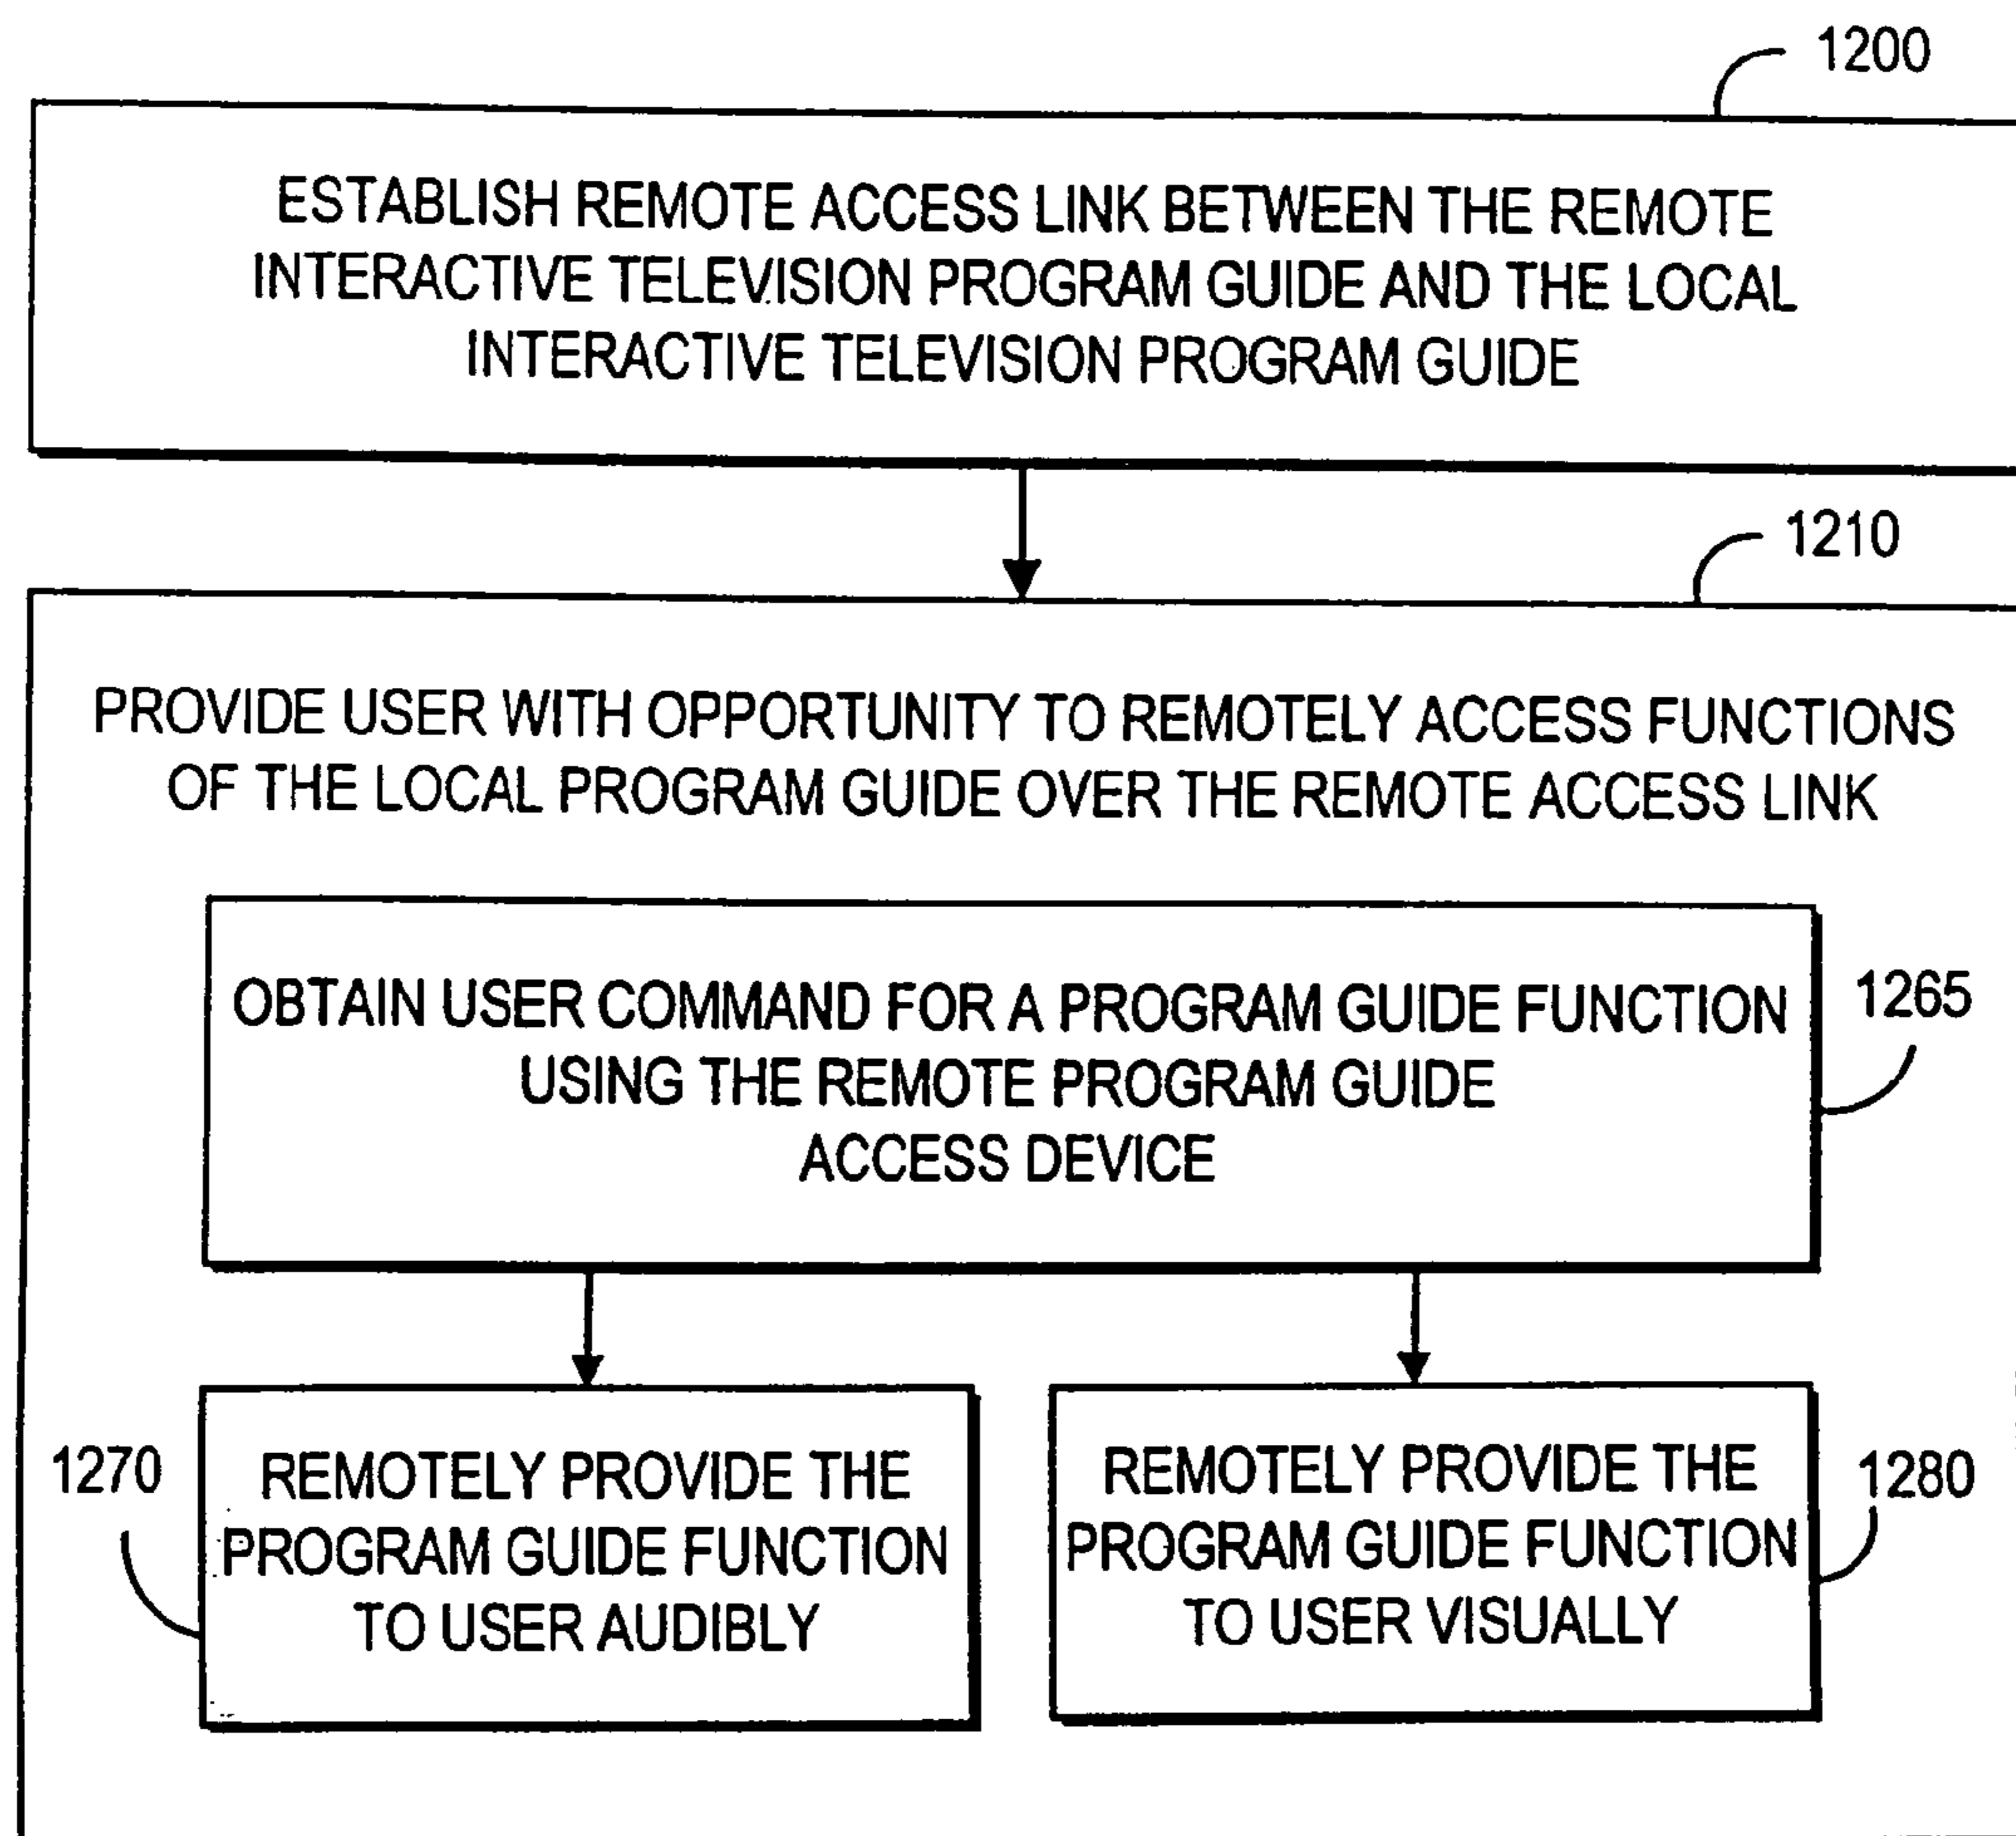 1200
ESTABLISH REMOTE ACCESS LINK BETWEEN THE REMOTE
INTERACTIVE TELEVISION PROGRAM GUIDE AND THE LOCAL
INTERACTIVE TELEVISION PROGRAM GUIDE
1210
PROVIDE USER WITH OPPORTUNITY TO REMOTELY ACCESS FUNCTIONS
OF THE LOCAL PROGRAM GUIDE OVER THE REMOTE ACCESS LINK
OBTAIN USER COMMAND FOR A PROGRAM GUIDE FUNCTION
USING THE REMOTE PROGRAM GUIDE
ACCESS DEVICE
1265
1270
REMOTELY PROVIDE THE
PROGRAM GUIDE FUNCTION
TO USER AUDIBLY
REMOTELY PROVIDE THE
PROGRAM GUIDE FUNCTION
TO USER VISUALLY
1280